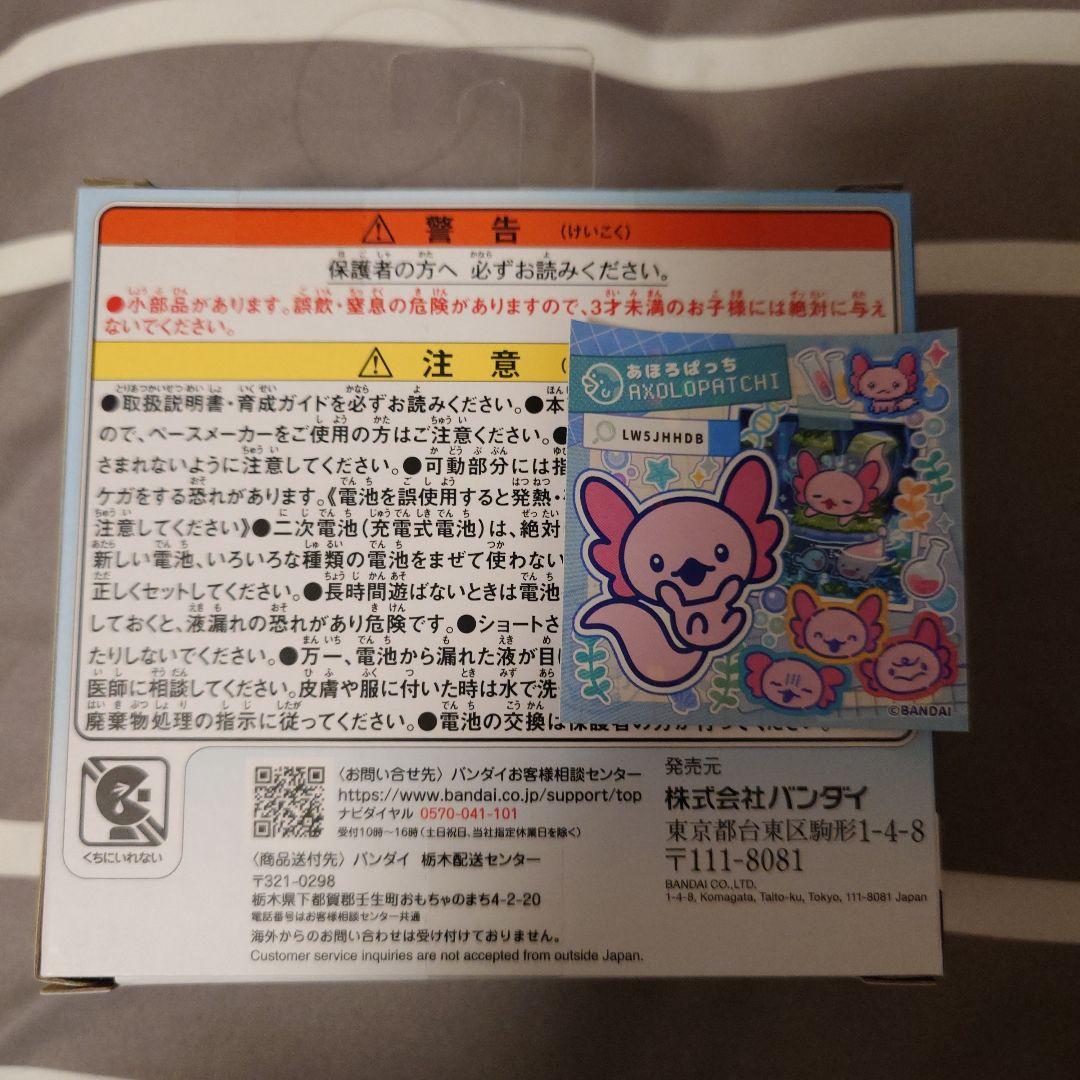 警告 (けいこく)
保護者の方へ 必ずお読みください。
●小部品があります。誤飲・窒息の危険がありますので、3才未満のお子様には絶対に与え
ないでください。
注意
●取扱説明書・育成ガイドを必ずお読みください。●本
ので、ペースメーカーをご使用の方はご注意ください。●
さまれないように注意してください。●可動部分には指
ケガをする恐れがあります。《電池を誤使用すると発熱・
注意してください》●二次電池(充電式電池)は、絶対
新しい電池、いろいろな種類の電池をまぜて使わない
正しくセットしてください。●長時間遊ばないときは電池
しておくと、液漏れの恐れがあり危険です。●ショートさ
たりしないでください。●万一、電池から漏れた液が目
医師に相談してください。皮膚や服に付いた時は水で洗
廃棄物処理の指示に従ってください。●電池の交換は保護者の方が行ってください。
あほろぱっち
AXOLOPATCHI
LW5JHHDB
©BANDAI
くちにいれない
〈お問い合せ先〉バンダイお客様相談センター
https://www.bandai.co.jp/support/top
ナビダイヤル 0570-041-101
受付10時〜16時(土日祝日、当社指定休業日を除く)
〈商品送付先〉バンダイ 栃木配送センター
〒321-0298
栃木県下都賀郡壬生町おもちゃのまち4-2-20
電話番号はお客様相談センター共通
海外からのお問い合わせは受け付けておりません。
Customer service inquiries are not accepted from outside Japan.
発売元
株式会社バンダイ
東京都台東区駒形1-4-8
〒111-8081
BANDAI CO.,LTD.
1-4-8, Komagata, Taito-ku, Tokyo, 111-8081 Japan